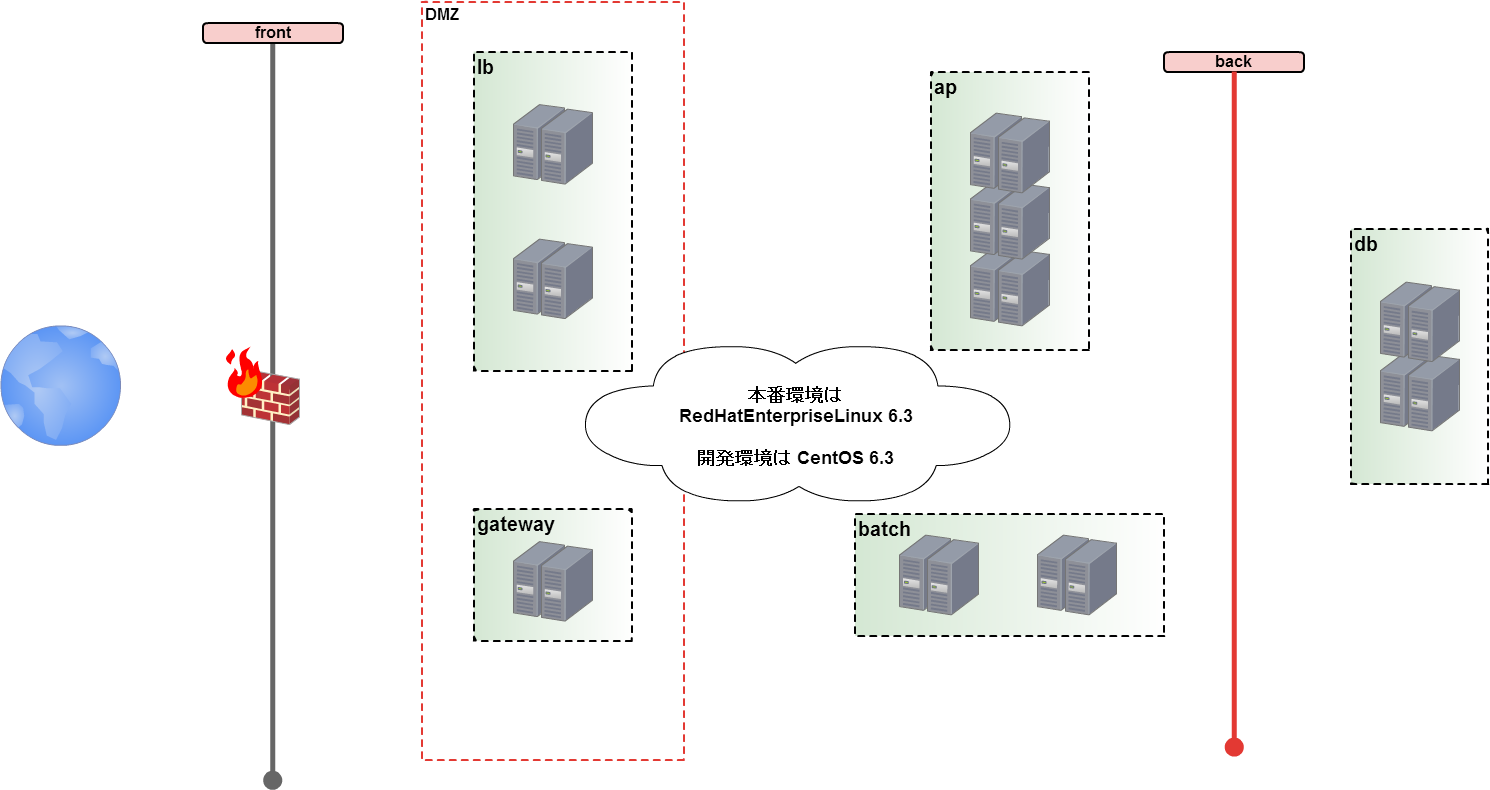 front
DMZ
lb
ap
back
db
本番環境は
RedHatEnterpriseLinux 6.3
開発環境は CentOS 6.3
gateway
batch